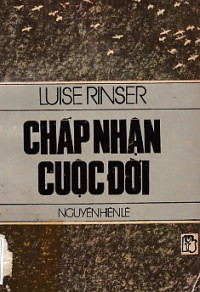 LUISE RINSER
CHẤP NHẬN
CUỘC ĐỜI
NGUYỄN HIẾN LÊ